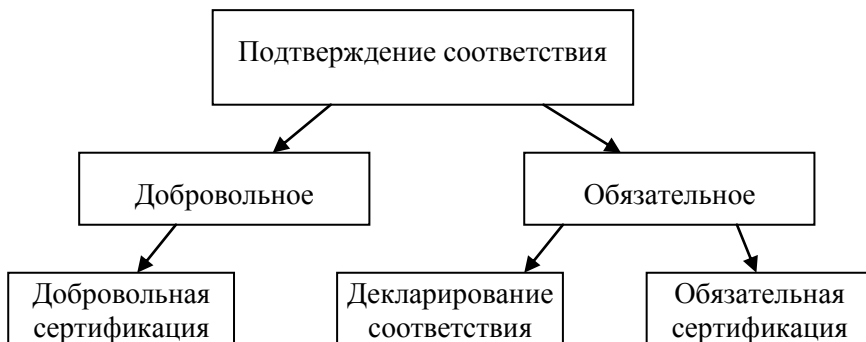 Подтверждение соответствия
Добровольное
Обязательное
Добровольная
сертификация
Декларирование
соответствия
Обязательная
сертификация